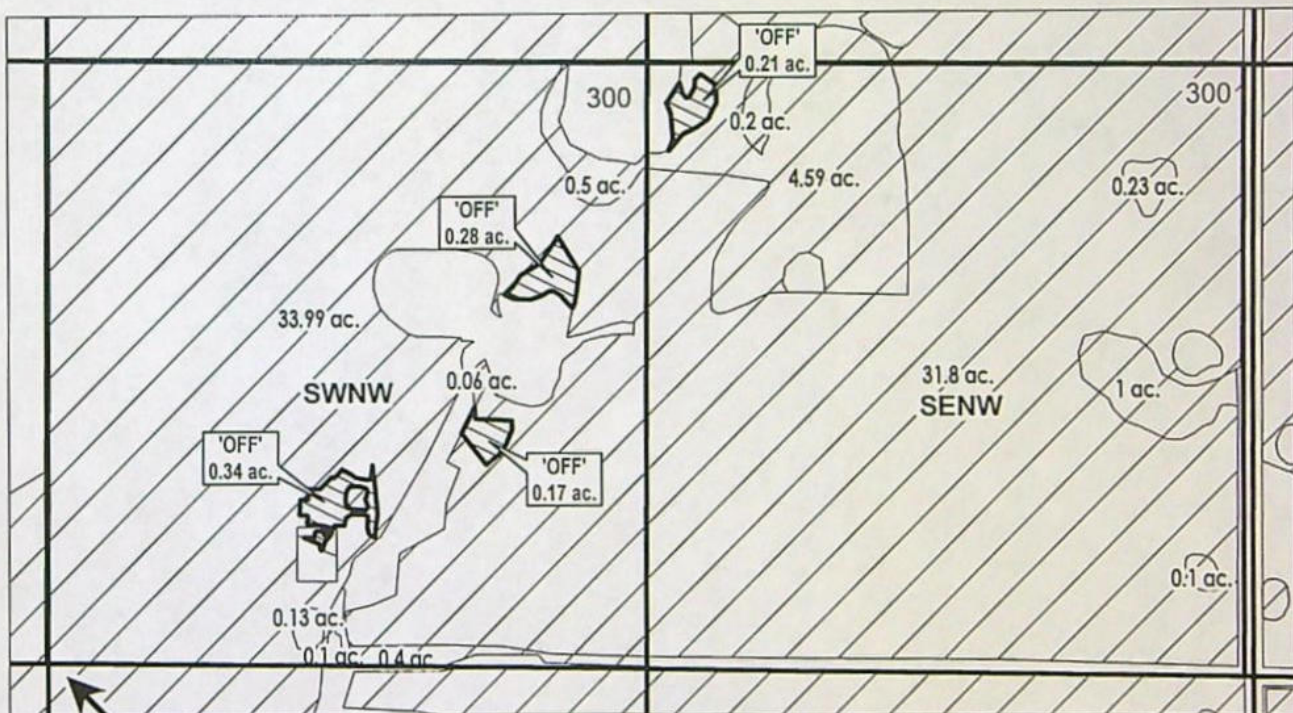 'OFF'
0.21 ac.
300
300
0.2 ac.
0.5 ac.
4.59 ac.
0.23 ac.
'OFF'
0.28 ac.
33.99 ac.
0.06 ac.
31.8 ac.
1 ac.
SWNW
SENW
'OFF'
0.34 ac.
'OFF'
0.17 ac.
0.1 ac.
0.13 ac.
0.1 ac.
0.4 ac.